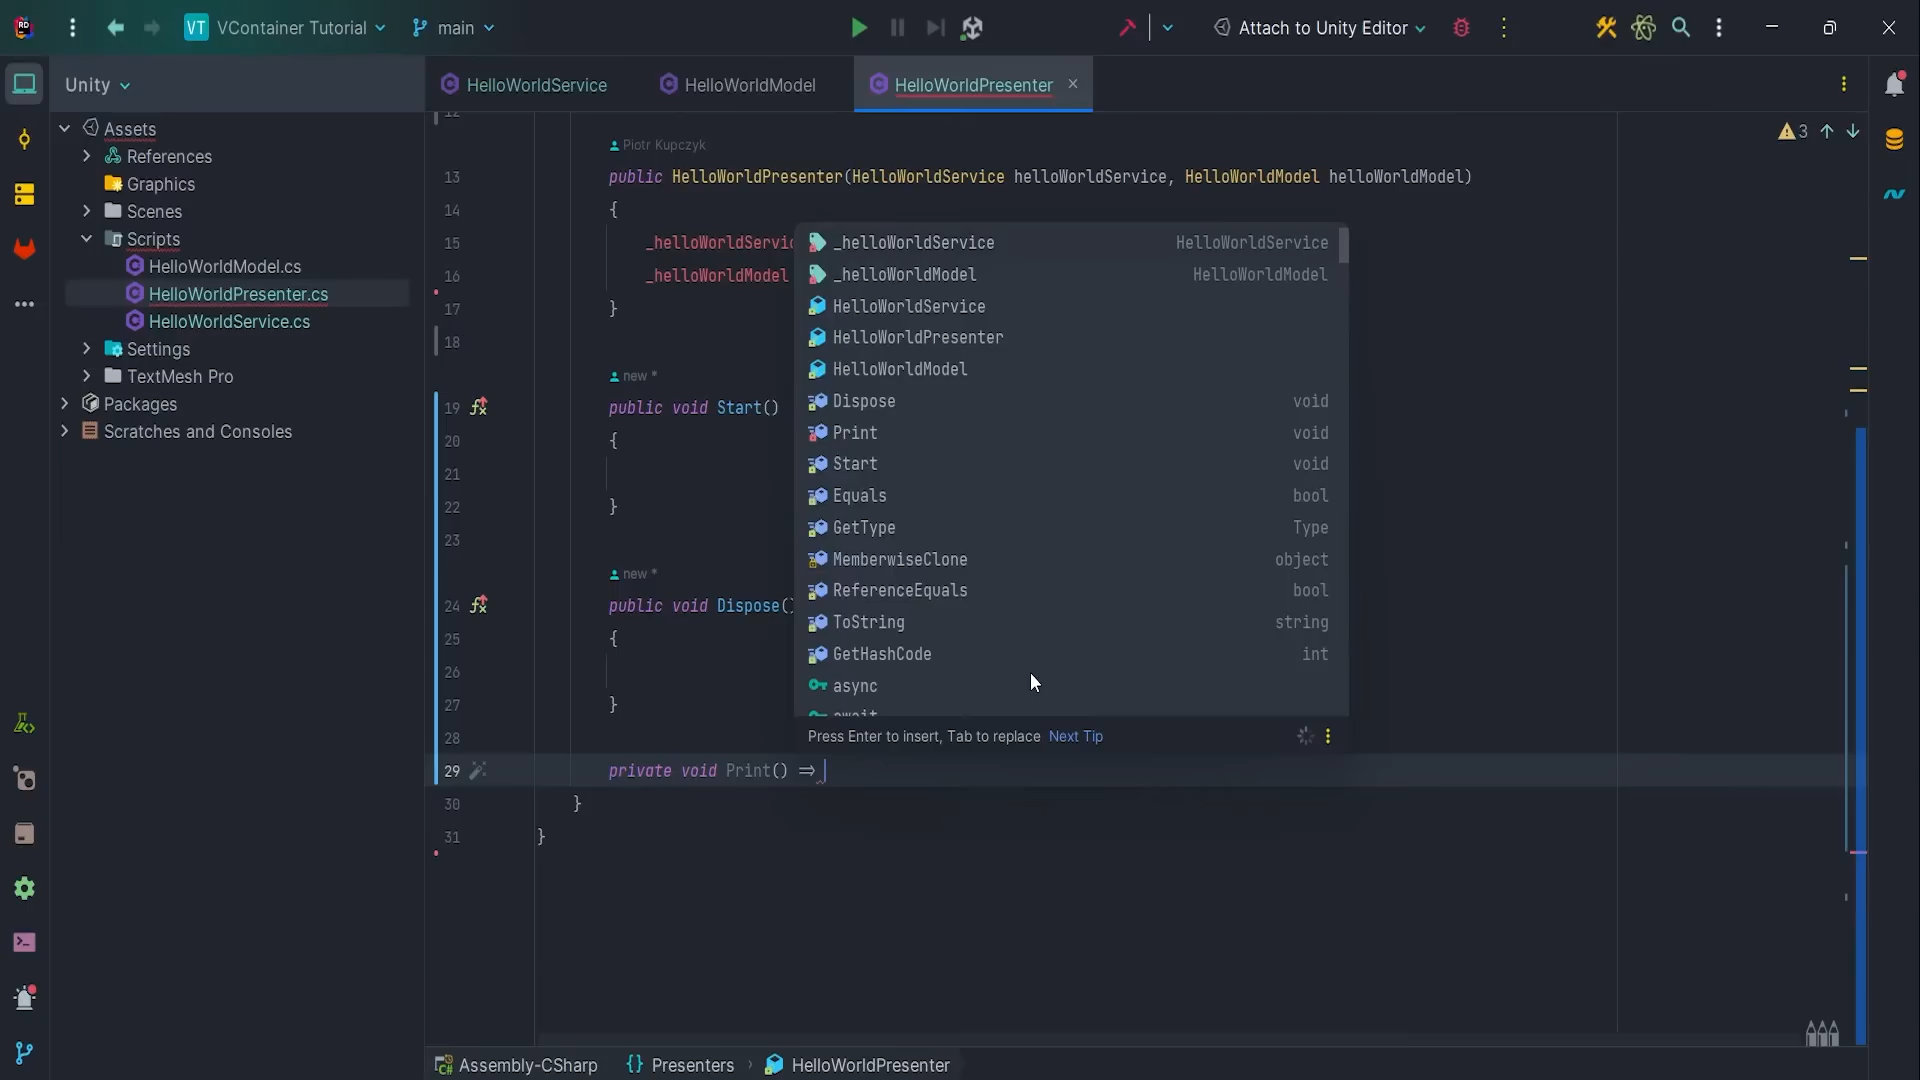 RD
VT VContainer Tutorial
main
Attach to Unity Editor
Unity
HelloWorldService
HelloWorldModel
HelloWorldPresenter
Assets
References
Graphics
Scenes
Scripts
HelloWorldModel.cs
HelloWorldPresenter.cs
HelloWorldService.cs
Settings
TextMesh Pro
Packages
Scratches and Consoles
3
12
Piotr Kupczyk
13 public HelloWorldPresenter(HelloWorldService helloWorldService, HelloWorldModel helloWorldModel)
14 {
15 _helloWorldServic
16 _helloWorldModel
17 }
18
new *
19 public void Start()
20 {
21
22 }
23
new *
24 public void Dispose()
25 {
26
27 }
28
29 private void Print() =>
30 }
31 }
_helloWorldService HelloWorldService
_helloWorldModel HelloWorldModel
HelloWorldService
HelloWorldPresenter
HelloWorldModel
Dispose void
Print void
Start void
Equals bool
GetType Type
MemberwiseClone object
ReferenceEquals bool
ToString string
GetHashCode int
async
await
Press Enter to insert, Tab to replace Next Tip
C# Assembly-CSharp {} Presenters › HelloWorldPresenter